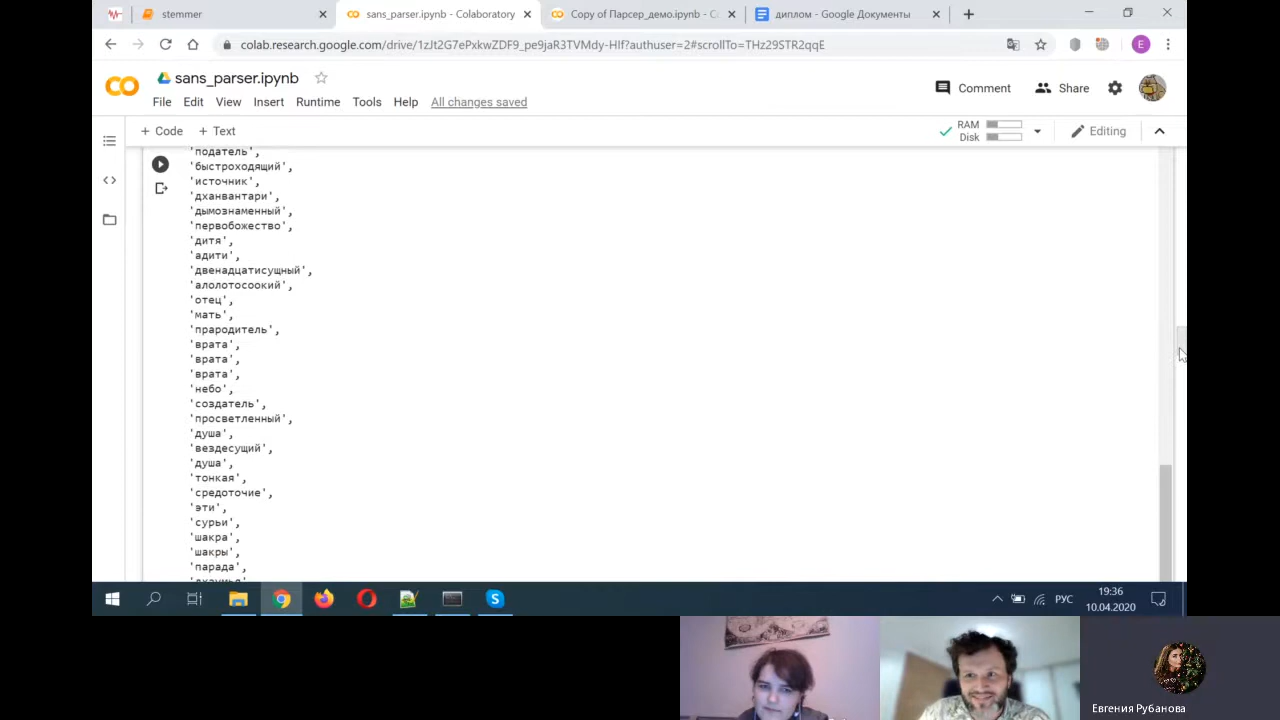 stemmer
sans_parser.ipynb - Colaboratory
Copy of Парсер_демо.ipynb - C
диплом - Google Документы
colab.research.google.com/drive/1zJt2G7ePxkwZDF9_pe9jaR3TVMdy-HIf?authuser=2#scrollTo=THz29STR2qqE
E
sans_parser.ipynb
File Edit View Insert Runtime Tools Help All changes saved
Comment Share
+ Code + Text
RAM
Disk
Editing
'податель',
'быстроходящий',
'источник',
'дханвантари',
'дымознаменный',
'первобожество',
'дитя',
'адити',
'двенадцатисущный',
'алолотосоокий',
'отец',
'мать',
'прародитель',
'врата',
'врата',
'врата',
'небо',
'создатель',
'просветленный',
'душа',
'вездесущий',
'душа',
'тонкая',
'средоточие',
'эти',
'сурьи',
'шакра',
'шакры',
'парада',
'дхаумья'
РУС
19:36
10.04.2020
Евгения Рубанова